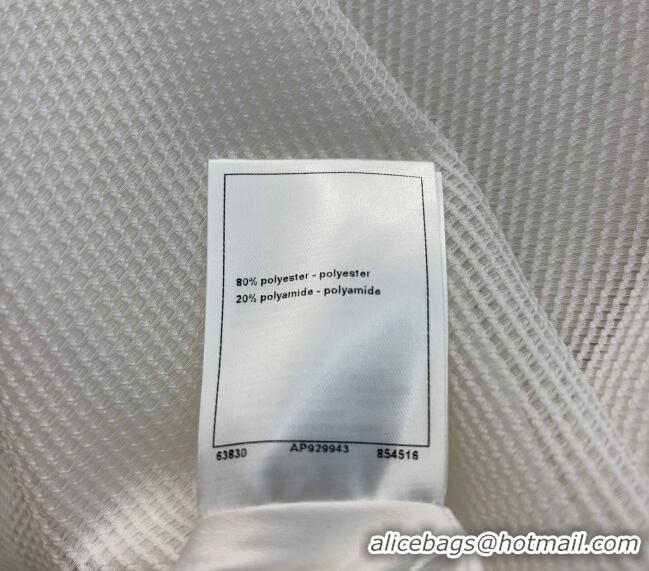 80% polyester - polyester
20% polyamide - polyamide
63830 AP929943 854516
alicebags@hotmail.com